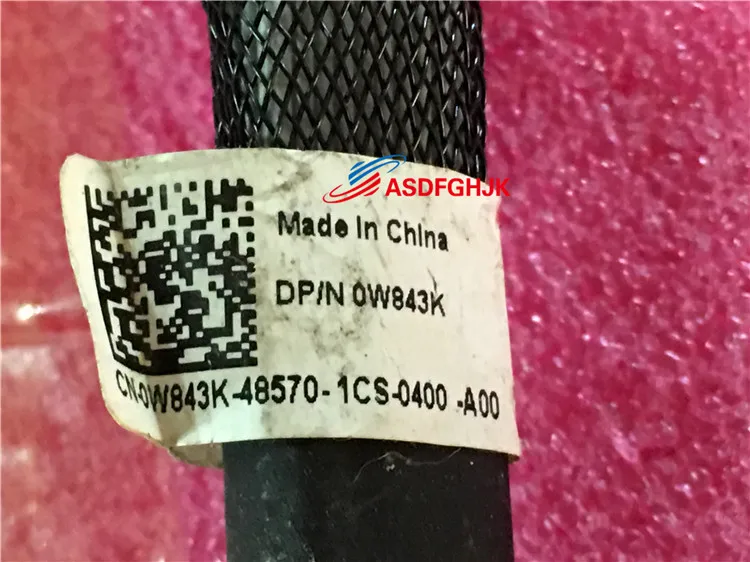 ASDFGHJK
Made In China
DP/N 0W843K
CN-0W843K-48570-1CS-0400 -A00